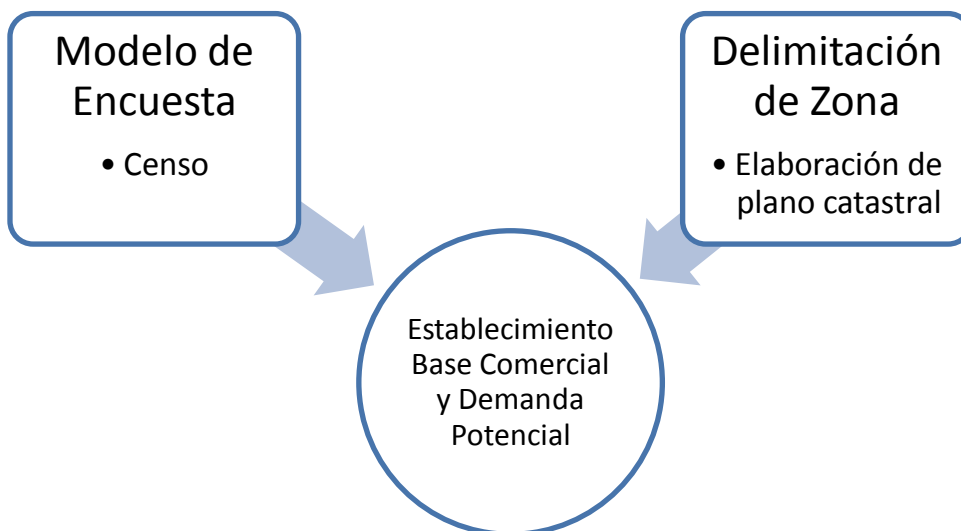 Modelo de
Encuesta
• Censo
Delimitación
de Zona
• Elaboración de
plano catastral
Establecimiento
Base Comercial
y Demanda
Potencial